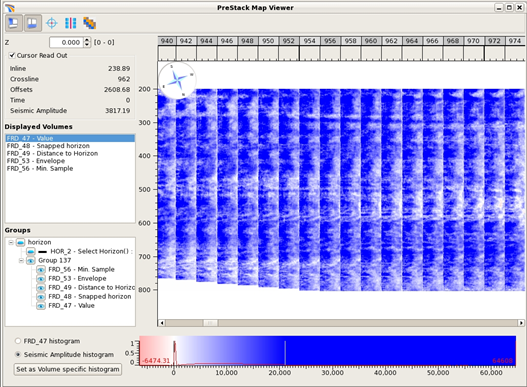 PreStack Map Viewer
Z 0.000 [0 - 0]
Cursor Read Out
Inline 238.89
Crossline 962
Offsets 2608.68
Time 0
Seismic Amplitude 3817.19
Displayed Volumes
FRD_47 - Value
FRD_48 - Snapped horizon
FRD_49 - Distance to Horizon
FRD_53 - Envelope
FRD_56 - Min. Sample
Groups
horizon
HOR_2 - Select Horizon() :
Group 137
FRD_56 - Min. Sample
FRD_53 - Envelope
FRD_49 - Distance to Horizo
FRD_48 - Snapped horizon
FRD_47 - Value
940 942 944 946 948 950 952 954 956 958 960 962 964 966 968 970 972 974
200
300
400
500
600
700
800
FRD_47 histogram
Seismic Amplitude histogram
Set as Volume specific histogram
1.5
1
0.5
0
-6474.31 64608
0 10,000 20,000 30,000 40,000 50,000 60,000